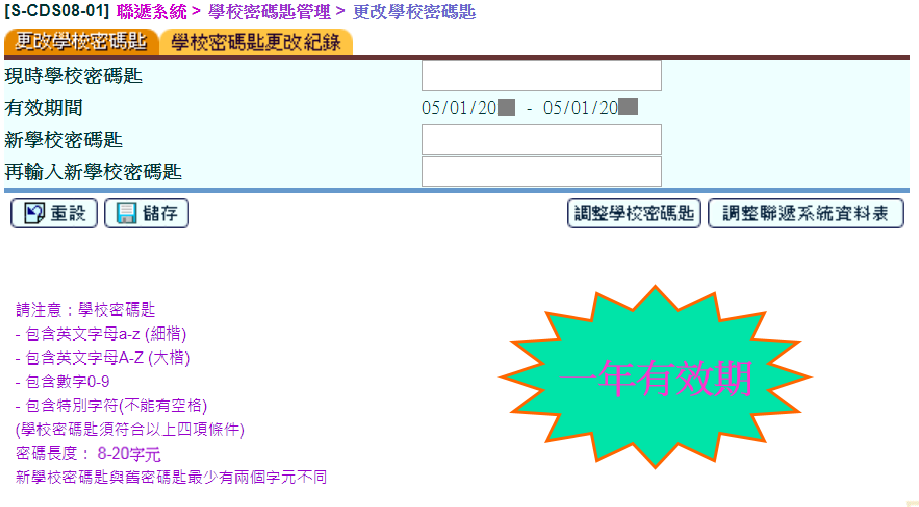 [S-CDS08-01] 聯遞系統 > 學校密碼匙管理 > 更改學校密碼匙
更改學校密碼匙 學校密碼匙更改紀錄
現時學校密碼匙
有效期間 05/01/20 - 05/01/20
新學校密碼匙
再輸入新學校密碼匙
重設 儲存 調整學校密碼匙 調整聯遞系統資料表
請注意：學校密碼匙
- 包含英文字母a-z (細楷)
- 包含英文字母A-Z (大楷)
- 包含數字0-9
- 包含特別字符(不能有空格)
(學校密碼匙須符合以上四項條件)
密碼長度： 8-20字元
新學校密碼匙與舊密碼匙最少有兩個字元不同
一年有效期